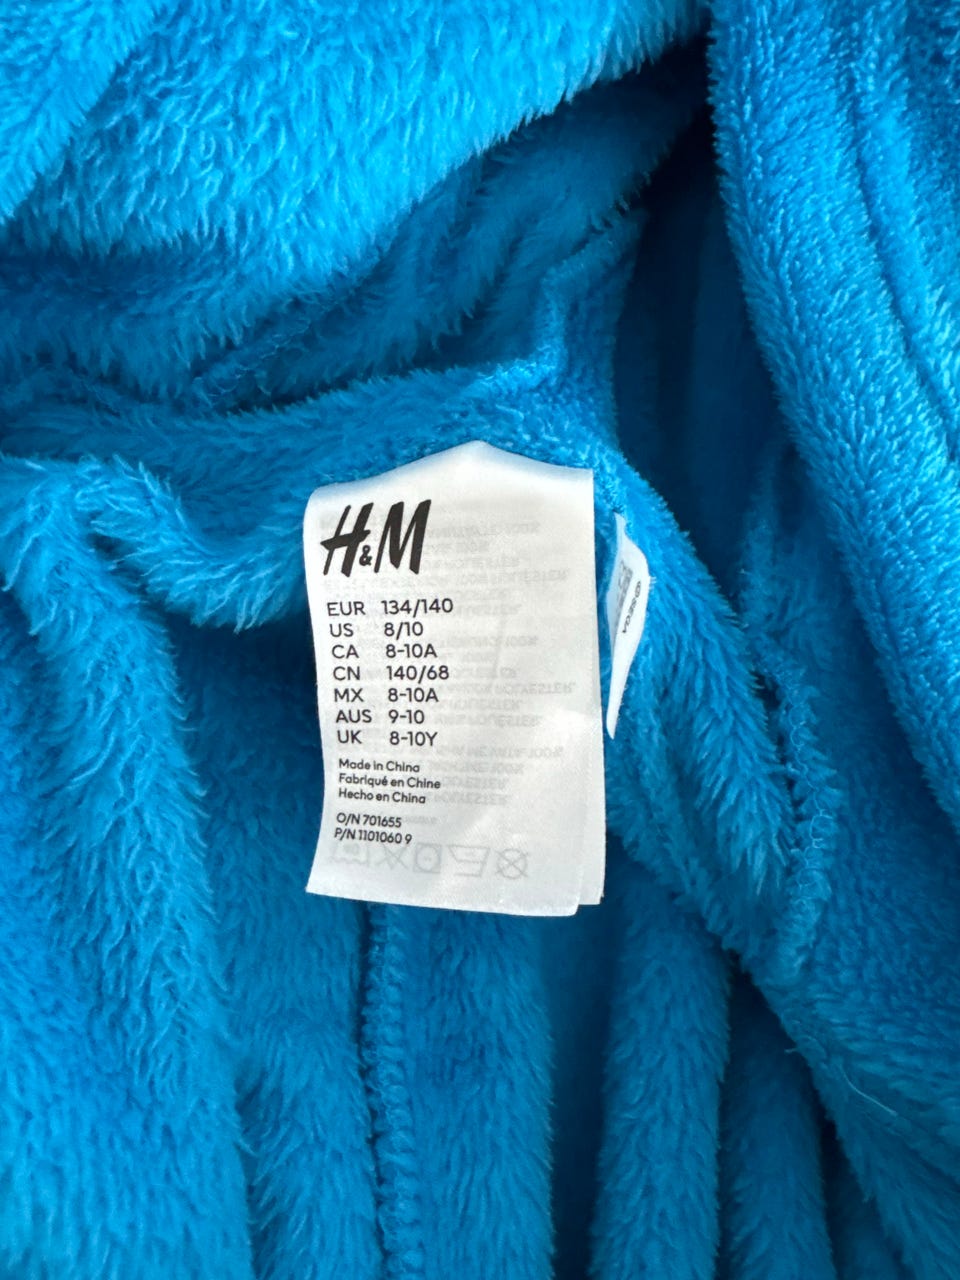 H&M
EUR 134/140
US 8/10
CA 8-10A
CN 140/68
MX 8-10A
AUS 9-10
UK 8-10Y
Made in China
Fabriqué en Chine
Hecho en China
O/N 701655
P/N 1101060 9
©SEGA